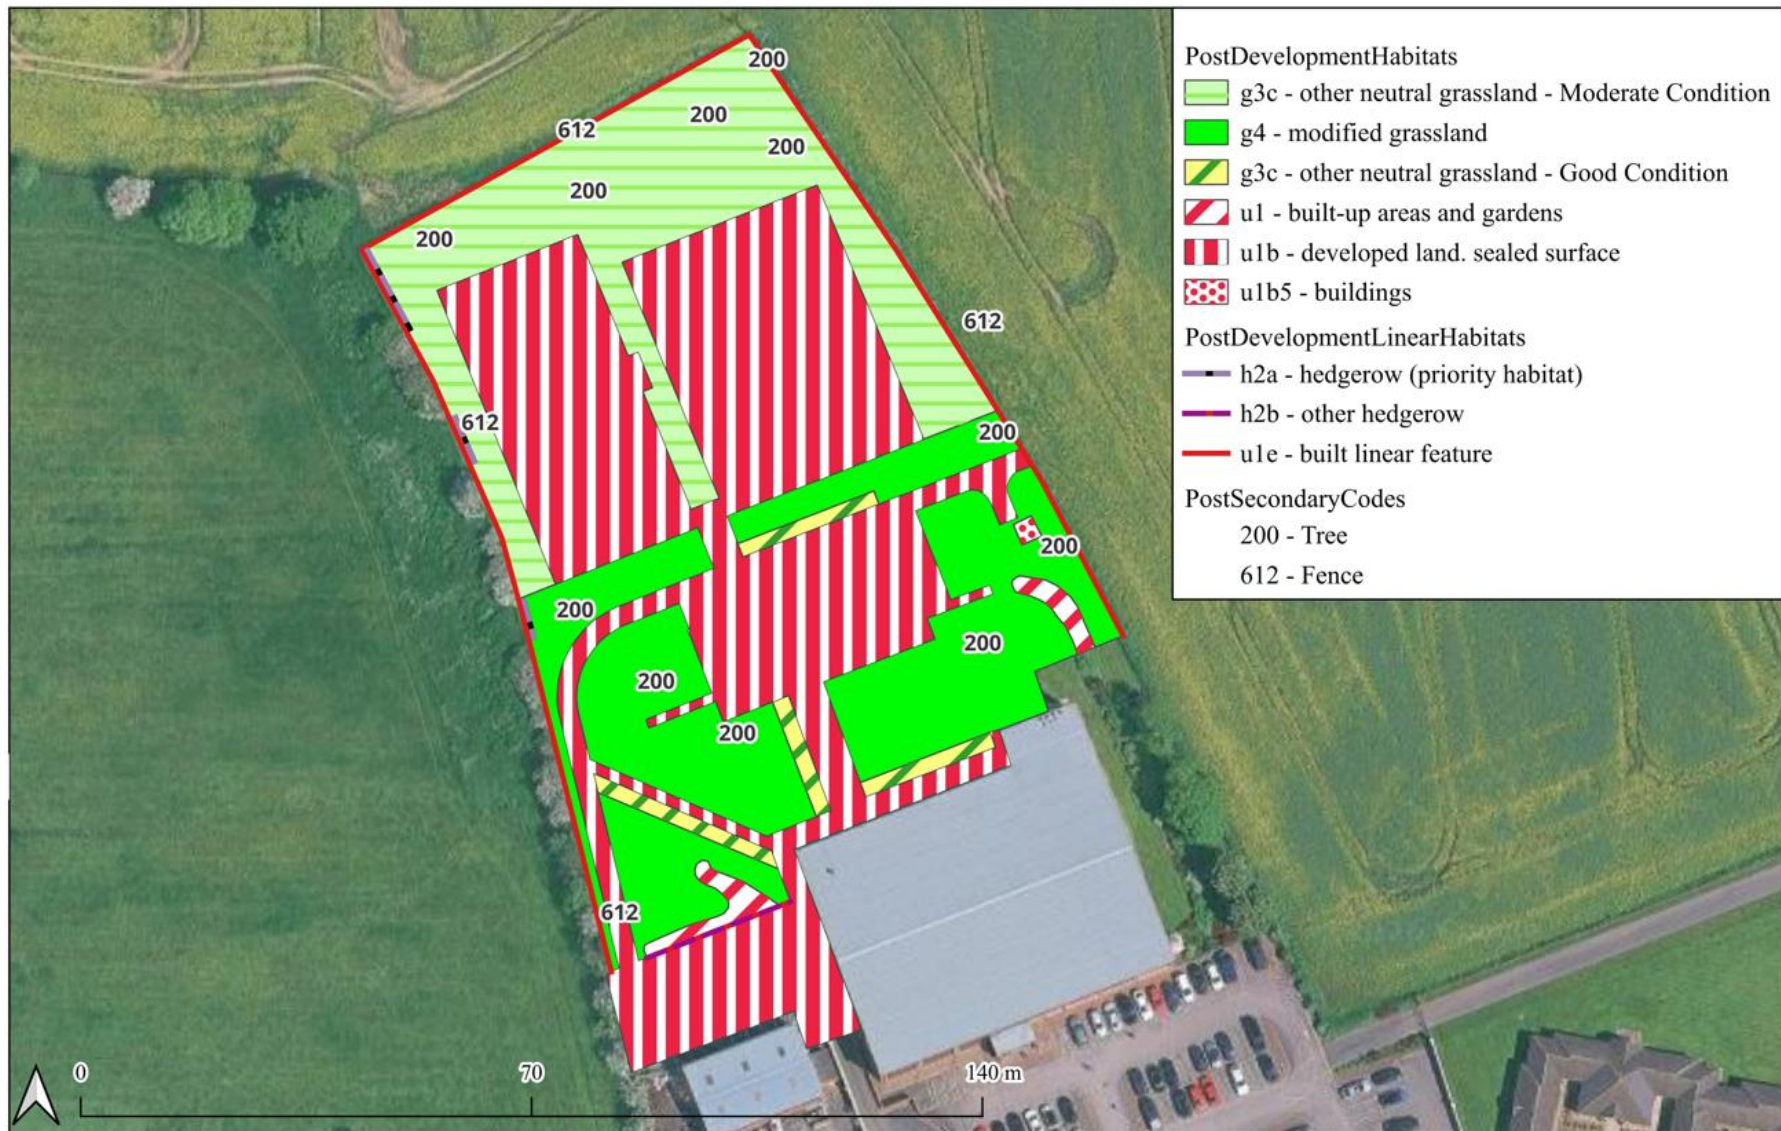 PostDevelopmentHabitats
g3c - other neutral grassland - Moderate Condition
g4 - modified grassland
g3c - other neutral grassland - Good Condition
u1 - built-up areas and gardens
u1b - developed land. sealed surface
u1b5 - buildings
PostDevelopmentLinearHabitats
h2a - hedgerow (priority habitat)
h2b - other hedgerow
u1e - built linear feature
PostSecondaryCodes
200 - Tree
612 - Fence
200
200
612
200
200
200
612
612
200
200
200
200
200
200
612
0
70
140 m